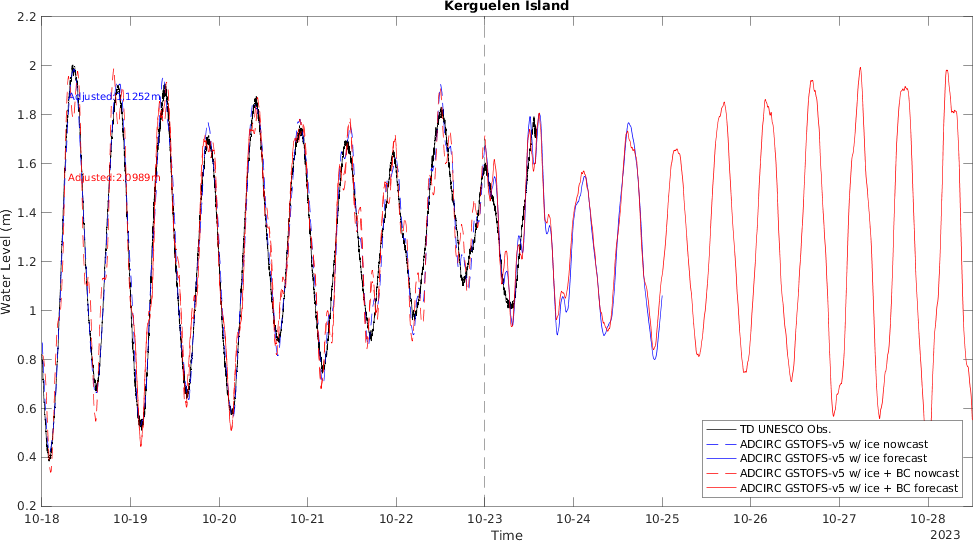 Kerguelen Island
2.2
2
1.8
1.6
1.4
1.2
1
0.8
0.6
0.4
0.2
Water Level (m)
Adjusted: 1252m
Adjusted:2.0989m
TD UNESCO Obs.
ADCIRC GSTOFS-v5 w/ ice nowcast
ADCIRC GSTOFS-v5 w/ ice forecast
ADCIRC GSTOFS-v5 w/ ice + BC nowcast
ADCIRC GSTOFS-v5 w/ ice + BC forecast
10-18 10-19 10-20 10-21 10-22 10-23 10-24 10-25 10-26 10-27 10-28
Time
2023